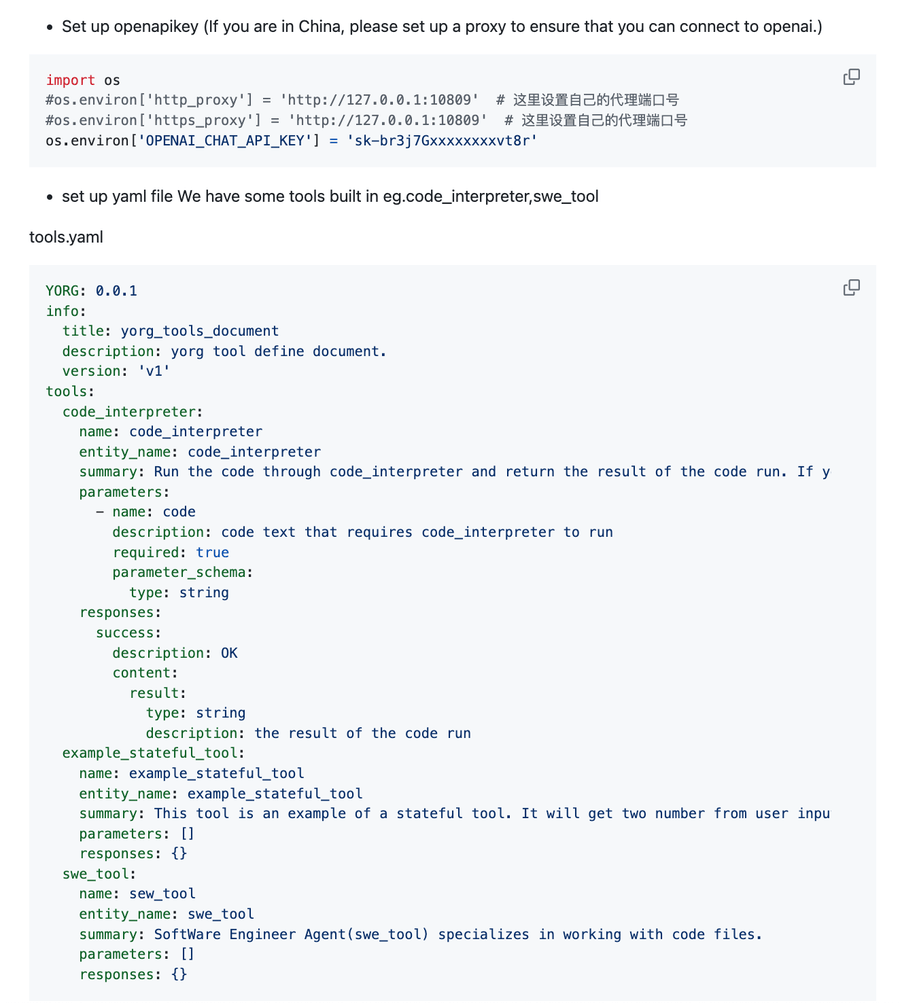 • Set up openapikey (If you are in China, please set up a proxy to ensure that you can connect to openai.)
import os
#os.environ['http_proxy'] = 'http://127.0.0.1:10809'  # 这里设置自己的代理端口号
#os.environ['https_proxy'] = 'http://127.0.0.1:10809'  # 这里设置自己的代理端口号
os.environ['OPENAI_CHAT_API_KEY'] = 'sk-br3j7Gxxxxxxxxvt8r'
• set up yaml file We have some tools built in eg.code_interpreter,swe_tool
tools.yaml
YORG: 0.0.1
info:
  title: yorg_tools_document
  description: yorg tool define document.
  version: 'v1'
tools:
  code_interpreter:
    name: code_interpreter
    entity_name: code_interpreter
    summary: Run the code through code_interpreter and return the result of the code run. If y
    parameters:
      - name: code
        description: code text that requires code_interpreter to run
        required: true
        parameter_schema:
          type: string
    responses:
      success:
        description: OK
        content:
          result:
            type: string
            description: the result of the code run
  example_stateful_tool:
    name: example_stateful_tool
    entity_name: example_stateful_tool
    summary: This tool is an example of a stateful tool. It will get two number from user inpu
    parameters: []
    responses: {}
  swe_tool:
    name: sew_tool
    entity_name: swe_tool
    summary: SoftWare Engineer Agent(swe_tool) specializes in working with code files.
    parameters: []
    responses: {}